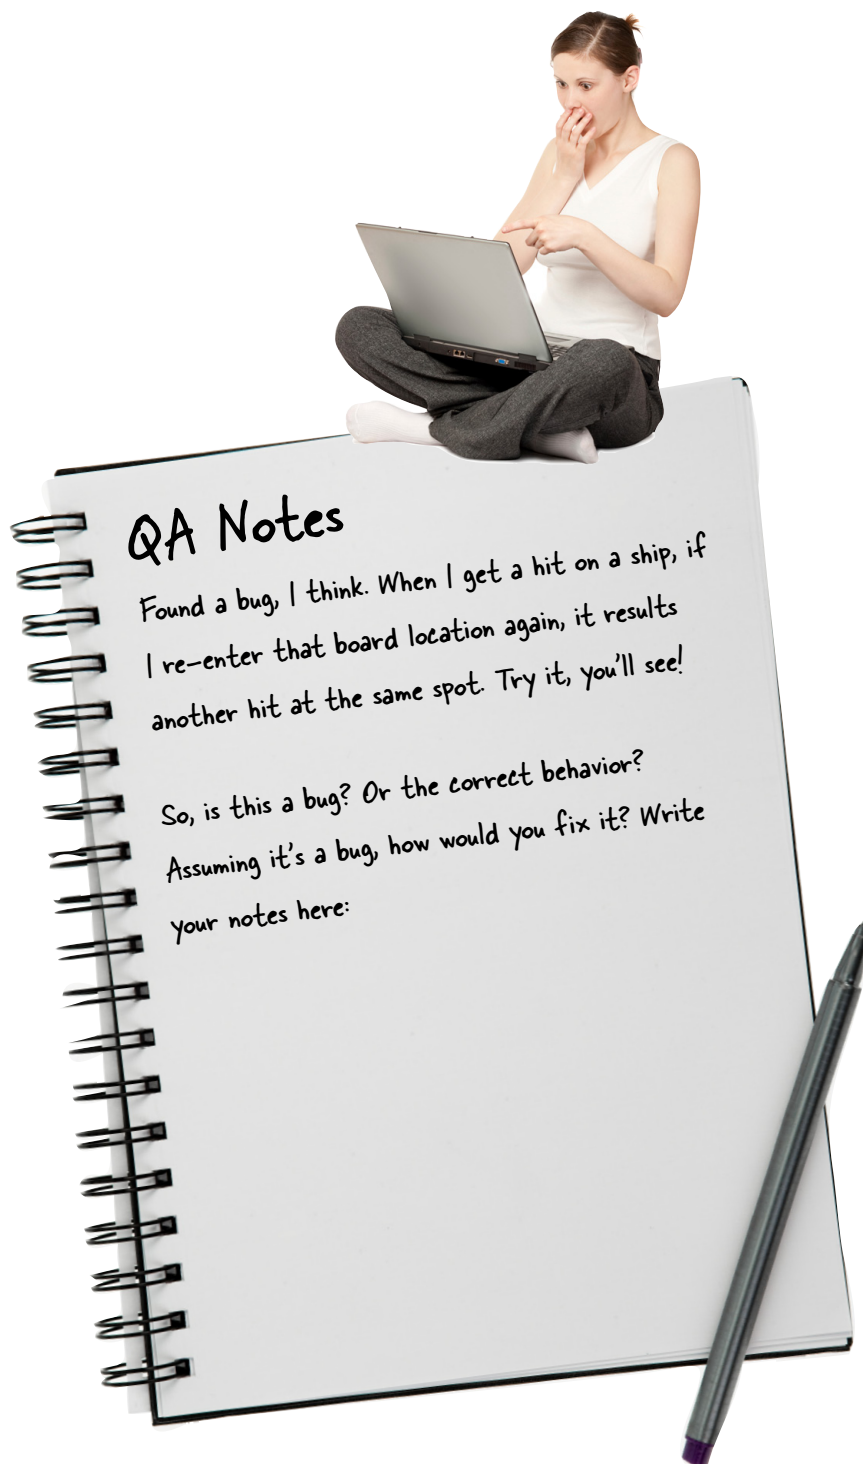 QA Notes
Found a bug, I think. When I get a hit on a ship, if
I re-enter that board location again, it results
another hit at the same spot. Try it, you'll see!
So, is this a bug? Or the correct behavior?
Assuming it's a bug, how would you fix it? Write
your notes here: